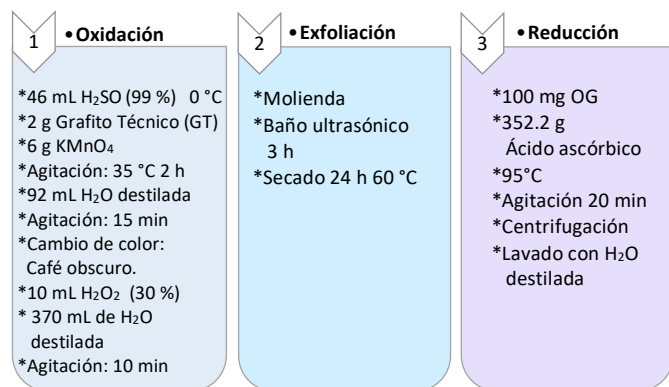 1
•Oxidación
*46 mL H₂SO (99 %) 0 °C
*2 g Grafito Técnico (GT)
*6 g KMnO₄
*Agitación: 35 °C 2 h
*92 mL H₂O destilada
*Agitación: 15 min
*Cambio de color:
Café obscuro.
*10 mL H₂O₂ (30 %)
* 370 mL de H₂O
destilada
*Agitación: 10 min
2
•Exfoliación
*Molienda
*Baño ultrasónico
3 h
*Secado 24 h 60 °C
3
•Reducción
*100 mg OG
*352.2 g
Ácido ascórbico
*95°C
*Agitación 20 min
*Centrifugación
*Lavado con H₂O
destilada